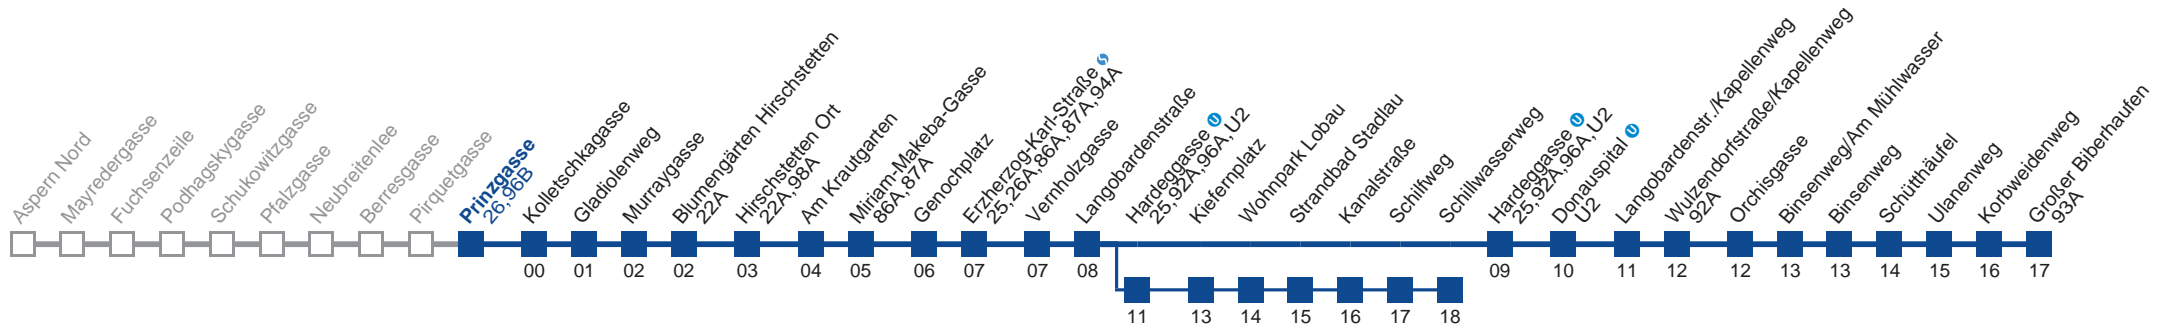 Aspern Nord
Mayredergasse
Fuchsenzeile
Podhagskygasse
Schukowitzgasse
Pfalzgasse
Neubreitenlee
Berresgasse
Pirquetgasse
Prinzgasse
26,96B
Kolletschkagasse
Gladiolenweg
Murraygasse
Blumengärten Hirschstetten
22A
Hirschstetten Ort
22A,98A
Am Krautgarten
Miriam-Makeba-Gasse
86A,87A
Genochplatz
Erzherzog-Karl-Straße S
25,26A,86A,87A,94A
Vernholzgasse
Langobardenstraße
Hardeggasse U
25,92A,96A,U2
Kiefernplatz
Wohnpark Lobau
Strandbad Stadlau
Kanalstraße
Schilfweg
Schillwasserweg
Hardeggasse U
25,92A,96A,U2
Donauspital U
U2
Langobardenstr./Kapellenweg
Wulzendorfstraße/Kapellenweg
92A
Orchisgasse
Binsenweg/Am Mühlwasser
Binsenweg
Schütthäufel
Ulanenweg
Korbweidenweg
Großer Biberhaufen
93A
00 01 02 02 03 04 05 06 07 07 08 09 10 11 12 12 13 13 14 15 16 17
11 13 14 15 16 17 18